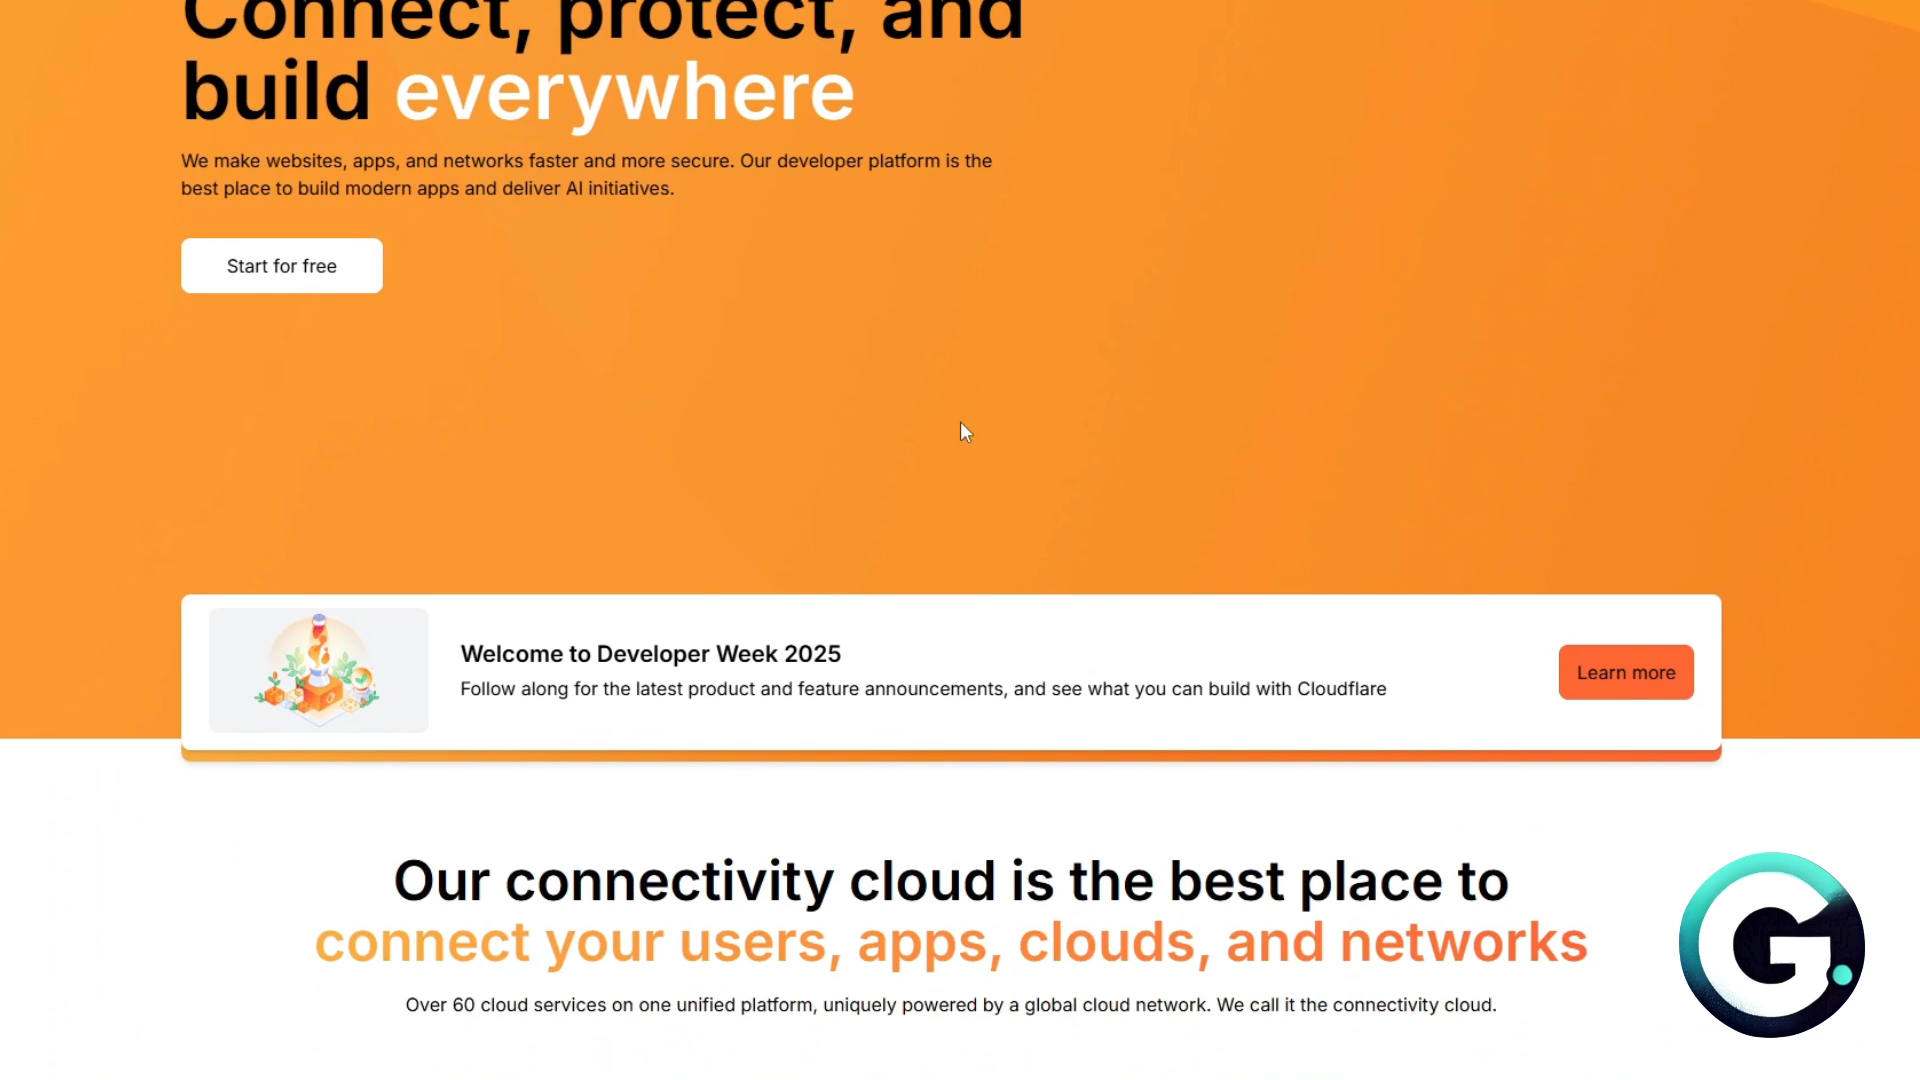 Connect, protect, and
build everywhere
We make websites, apps, and networks faster and more secure. Our developer platform is the
best place to build modern apps and deliver AI initiatives.
Start for free
Welcome to Developer Week 2025
Follow along for the latest product and feature announcements, and see what you can build with Cloudflare
Learn more
Our connectivity cloud is the best place to
connect your users, apps, clouds, and networks
Over 60 cloud services on one unified platform, uniquely powered by a global cloud network. We call it the connectivity cloud.
G